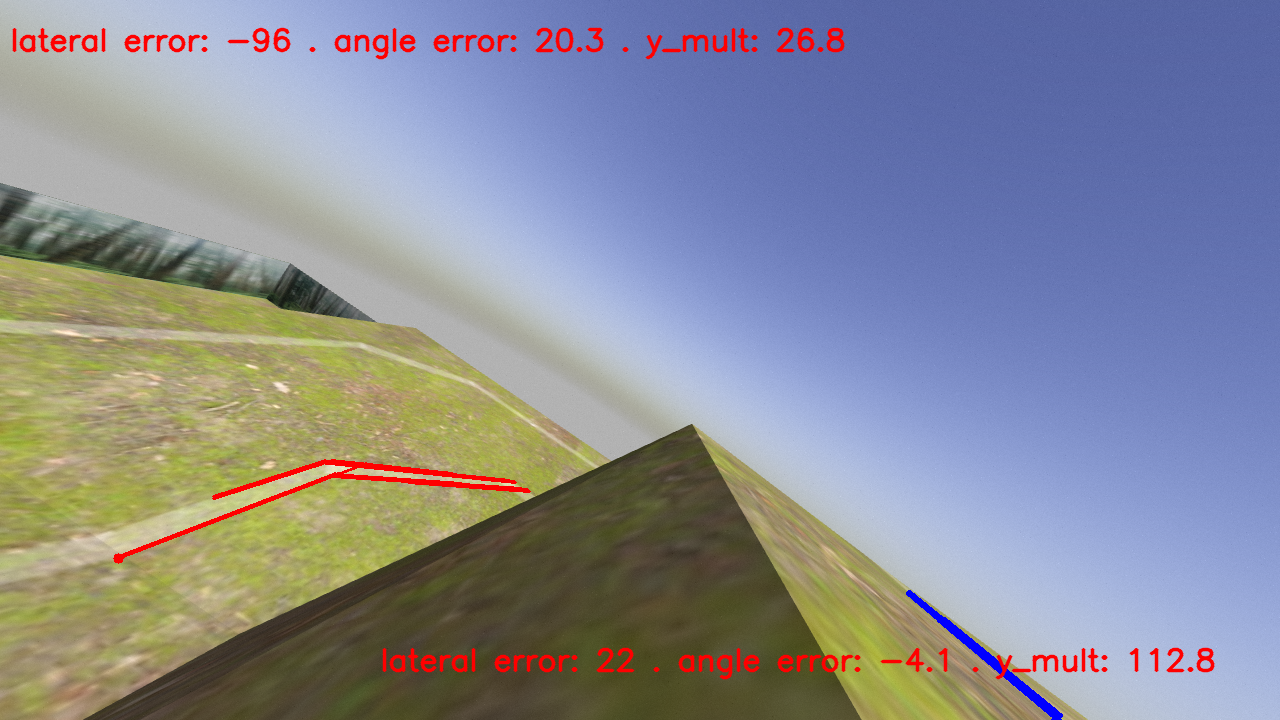 lateral error: -96 . angle error: 20.3 . y_mult: 26.8
lateral error: 22 . angle error: -4.1 . y_mult: 112.8